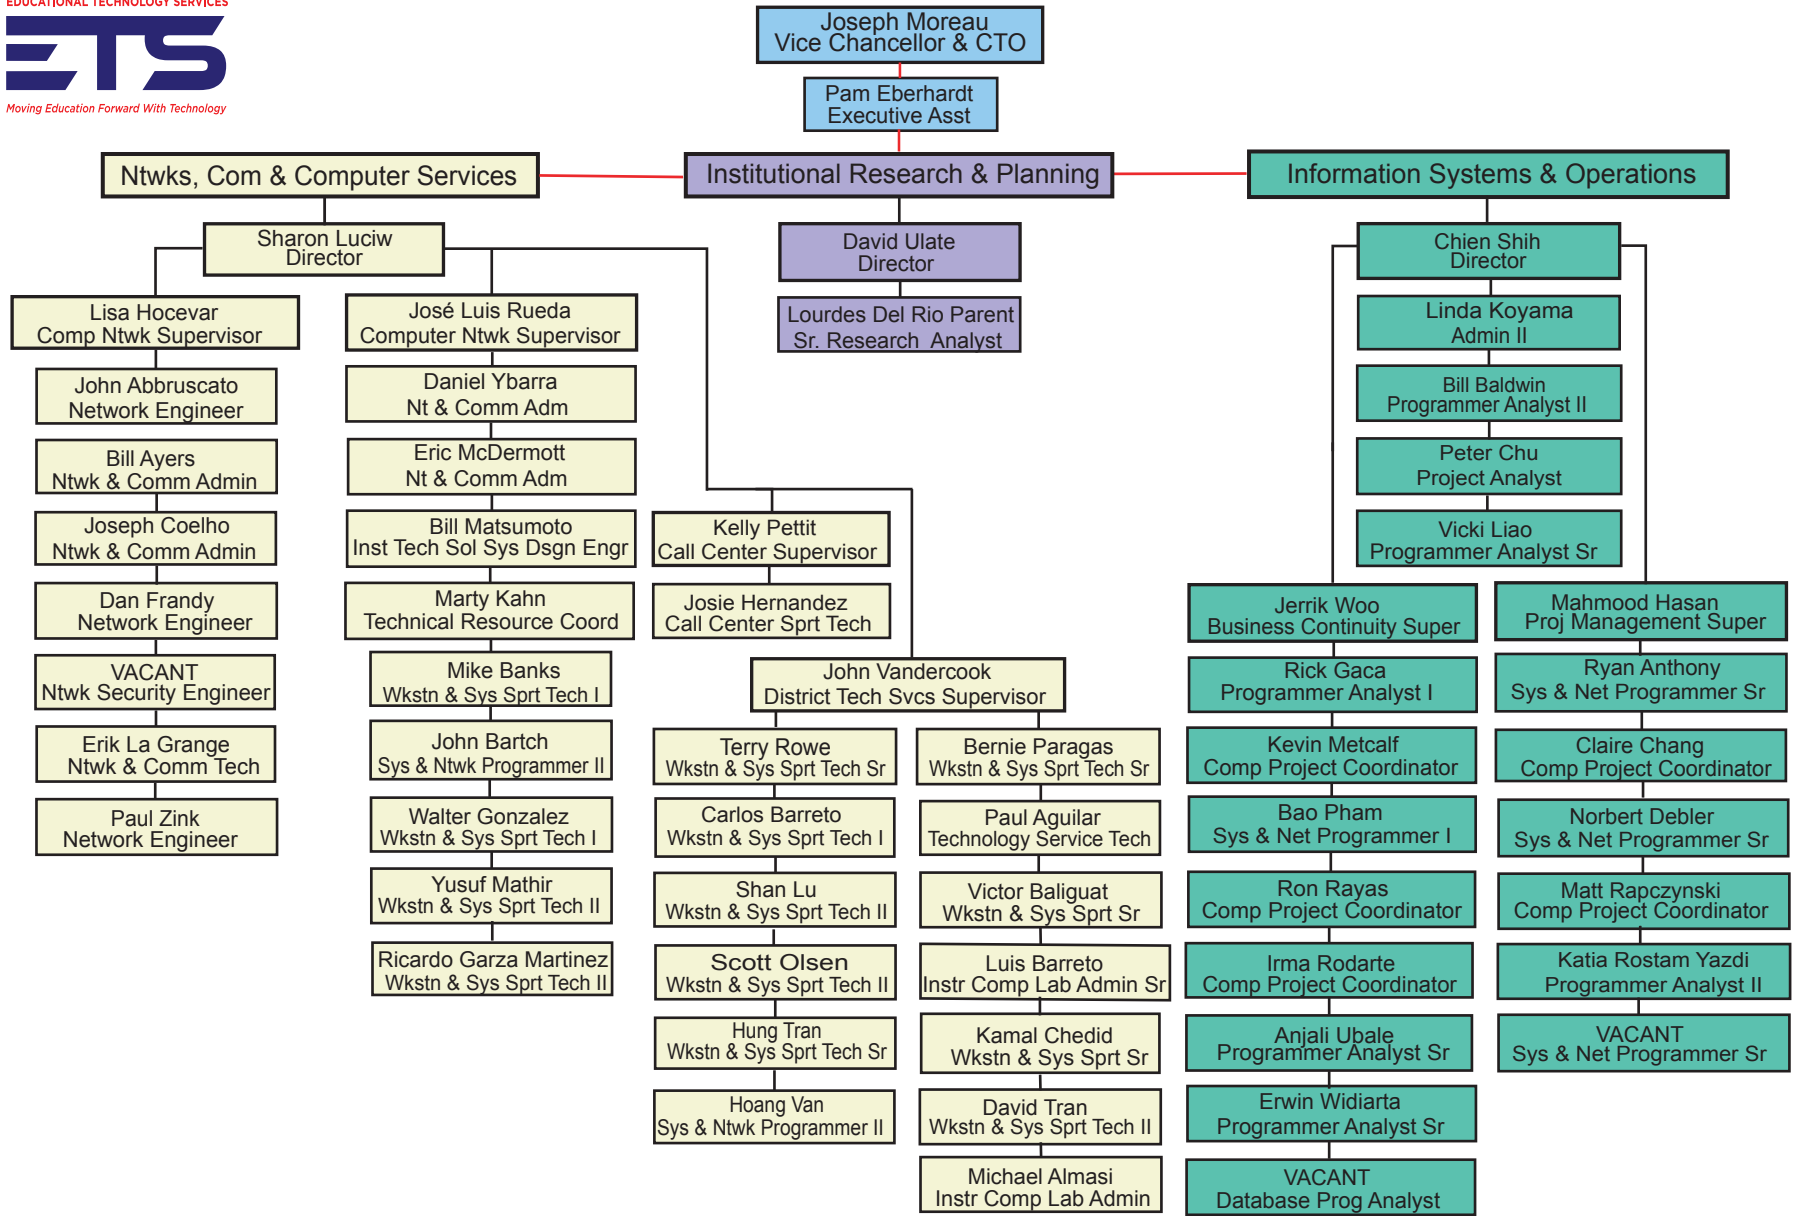 EDUCATIONAL TECHNOLOGY SERVICES
ETS
Moving Education Forward With Technology
Joseph Moreau
Vice Chancellor & CTO
Pam Eberhardt
Executive Asst
Ntwks, Com & Computer Services
Institutional Research & Planning
Information Systems & Operations
Sharon Luciw
Director
Lisa Hocevar
Comp Ntwk Supervisor
John Abbruscato
Network Engineer
Bill Ayers
Ntwk & Comm Admin
Joseph Coelho
Ntwk & Comm Admin
Dan Frandy
Network Engineer
VACANT
Ntwk Security Engineer
Erik La Grange
Ntwk & Comm Tech
Paul Zink
Network Engineer
José Luis Rueda
Computer Ntwk Supervisor
Daniel Ybarra
Nt & Comm Adm
Eric McDermott
Nt & Comm Adm
Bill Matsumoto
Inst Tech Sol Sys Dsgn Engr
Marty Kahn
Technical Resource Coord
Mike Banks
Wkstn & Sys Sprt Tech I
John Bartch
Sys & Ntwk Programmer II
Walter Gonzalez
Wkstn & Sys Sprt Tech I
Yusuf Mathir
Wkstn & Sys Sprt Tech II
Ricardo Garza Martinez
Wkstn & Sys Sprt Tech II
Kelly Pettit
Call Center Supervisor
Josie Hernandez
Call Center Sprt Tech
John Vandercook
District Tech Svcs Supervisor
Terry Rowe
Wkstn & Sys Sprt Tech Sr
Carlos Barreto
Wkstn & Sys Sprt Tech I
Shan Lu
Wkstn & Sys Sprt Tech II
Scott Olsen
Wkstn & Sys Sprt Tech II
Hung Tran
Wkstn & Sys Sprt Tech Sr
Hoang Van
Sys & Ntwk Programmer II
Bernie Paragas
Wkstn & Sys Sprt Tech Sr
Paul Aguilar
Technology Service Tech
Victor Baliguat
Wkstn & Sys Sprt Sr
Luis Barreto
Instr Comp Lab Admin Sr
Kamal Chedid
Wkstn & Sys Sprt Sr
David Tran
Wkstn & Sys Sprt Tech II
Michael Almasi
Instr Comp Lab Admin
David Ulate
Director
Lourdes Del Rio Parent
Sr. Research Analyst
Chien Shih
Director
Linda Koyama
Admin II
Bill Baldwin
Programmer Analyst II
Peter Chu
Project Analyst
Vicki Liao
Programmer Analyst Sr
Jerrik Woo
Business Continuity Super
Rick Gaca
Programmer Analyst I
Kevin Metcalf
Comp Project Coordinator
Bao Pham
Sys & Net Programmer I
Ron Rayas
Comp Project Coordinator
Irma Rodarte
Comp Project Coordinator
Anjali Ubale
Programmer Analyst Sr
Erwin Widiarta
Programmer Analyst Sr
VACANT
Database Prog Analyst
Mahmood Hasan
Proj Management Super
Ryan Anthony
Sys & Net Programmer Sr
Claire Chang
Comp Project Coordinator
Norbert Debler
Sys & Net Programmer Sr
Matt Rapczynski
Comp Project Coordinator
Katia Rostam Yazdi
Programmer Analyst II
VACANT
Sys & Net Programmer Sr